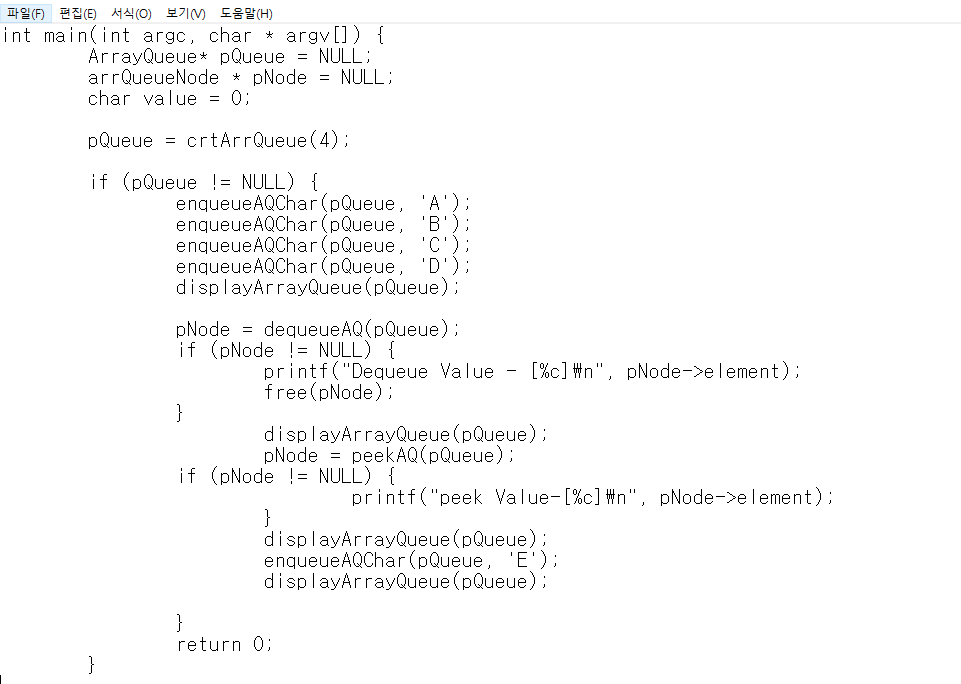 파일(F) 편집(E) 서식(O) 보기(V) 도움말(H)
int main(int argc, char * argv[]) {
ArrayQueue* pQueue = NULL;
arrQueueNode * pNode = NULL;
char value = 0;
pQueue = crtArrQueue(4);
if (pQueue != NULL) {
enqueueAQChar(pQueue, 'A');
enqueueAQChar(pQueue, 'B');
enqueueAQChar(pQueue, 'C');
enqueueAQChar(pQueue, 'D');
displayArrayQueue(pQueue);
pNode = dequeueAQ(pQueue);
if (pNode != NULL) {
printf("Dequeue Value - [%c]₩n", pNode->element);
free(pNode);
}
displayArrayQueue(pQueue);
pNode = peekAQ(pQueue);
if (pNode != NULL) {
printf("peek Value-[%c]₩n", pNode->element);
}
displayArrayQueue(pQueue);
enqueueAQChar(pQueue, 'E');
displayArrayQueue(pQueue);
}
return 0;
}